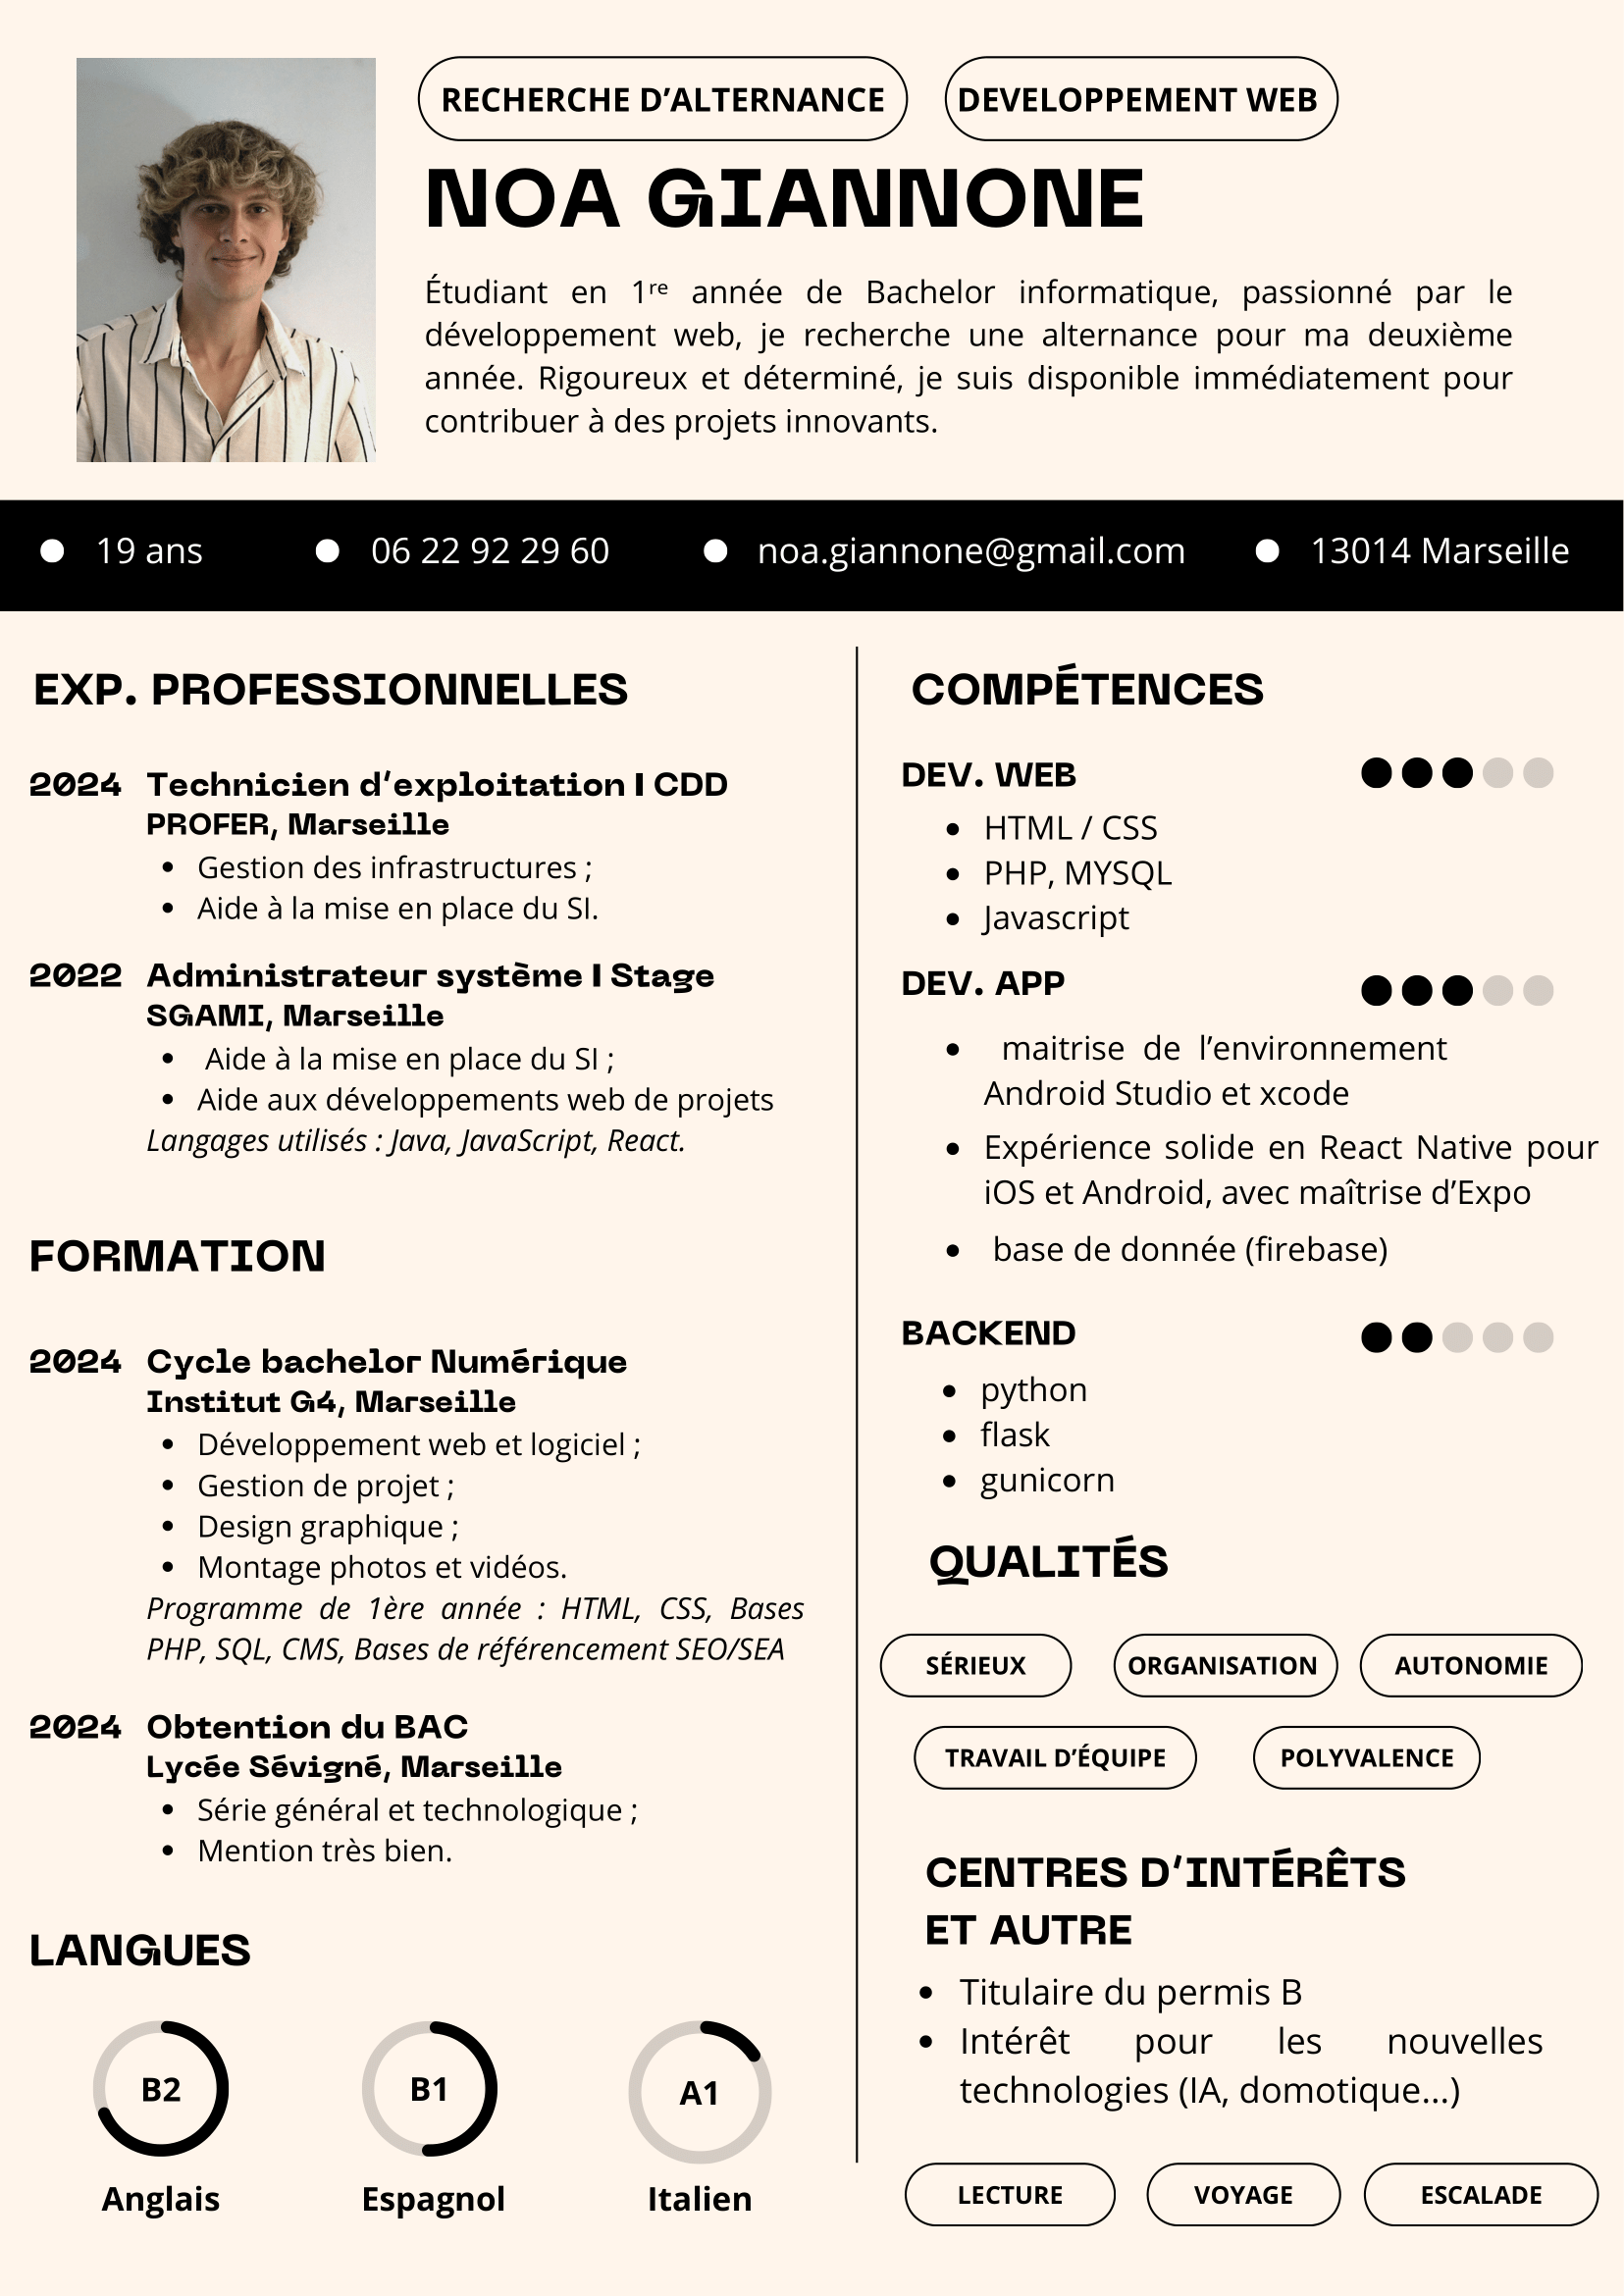 RECHERCHE D’ALTERNANCE
DEVELOPPEMENT WEB
NOA GIANNONE
Étudiant en 1ʳᵉ année de Bachelor informatique, passionné par le
développement web, je recherche une alternance pour ma deuxième
année. Rigoureux et déterminé, je suis disponible immédiatement pour
contribuer à des projets innovants.
19 ans
06 22 92 29 60
noa.giannone@gmail.com
13014 Marseille
EXP. PROFESSIONNELLES
2024 Technicien d’exploitation I CDD
PROFER, Marseille
• Gestion des infrastructures ;
• Aide à la mise en place du SI.
2022 Administrateur système I Stage
SGAMI, Marseille
• Aide à la mise en place du SI ;
• Aide aux développements web de projets
Langages utilisés : Java, JavaScript, React.
FORMATION
2024 Cycle bachelor Numérique
Institut G4, Marseille
• Développement web et logiciel ;
• Gestion de projet ;
• Design graphique ;
• Montage photos et vidéos.
Programme de 1ère année : HTML, CSS, Bases
PHP, SQL, CMS, Bases de référencement SEO/SEA
2024 Obtention du BAC
Lycée Sévigné, Marseille
• Série général et technologique ;
• Mention très bien.
LANGUES
B2
B1
A1
Anglais
Espagnol
Italien
COMPÉTENCES
DEV. WEB
• HTML / CSS
• PHP, MYSQL
• Javascript
DEV. APP
• maitrise de l’environnement
Android Studio et xcode
• Expérience solide en React Native pour
iOS et Android, avec maîtrise d’Expo
• base de donnée (firebase)
BACKEND
• python
• flask
• gunicorn
QUALITÉS
SÉRIEUX
ORGANISATION
AUTONOMIE
TRAVAIL D’ÉQUIPE
POLYVALENCE
CENTRES D’INTÉRÊTS
ET AUTRE
• Titulaire du permis B
• Intérêt pour les nouvelles
technologies (IA, domotique...)
LECTURE
VOYAGE
ESCALADE